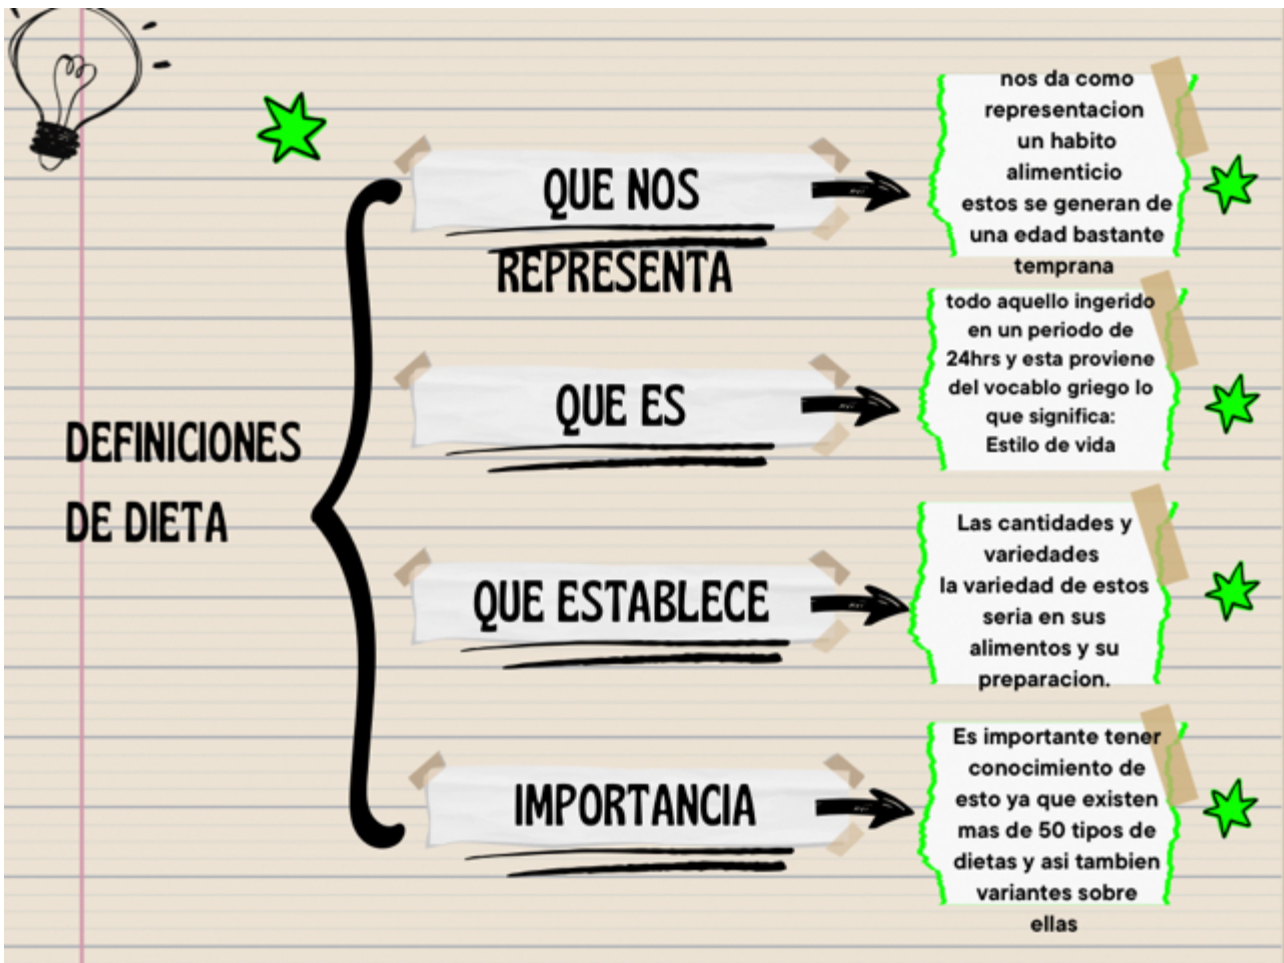 DEFINICIONES
DE DIETA
QUE NOS
REPRESENTA
nos da como
representacion
un habito
alimenticio
estos se generan de
una edad bastante
temprana
QUE ES
todo aquello ingerido
en un periodo de
24hrs y esta proviene
del vocablo griego lo
que significa:
Estilo de vida
QUE ESTABLECE
Las cantidades y
variedades
la variedad de estos
seria en sus
alimentos y su
preparacion.
IMPORTANCIA
Es importante tener
conocimiento de
esto ya que existen
mas de 50 tipos de
dietas y asi tambien
variantes sobre
ellas